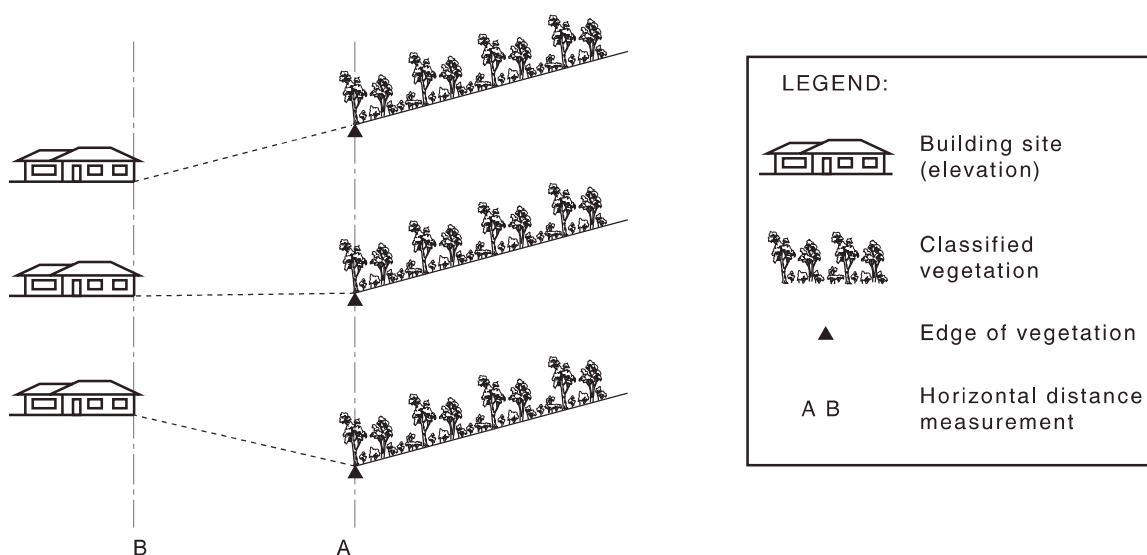 B
A
LEGEND:
Building site
(elevation)
Classified
vegetation
Edge of vegetation
A B
Horizontal distance
measurement